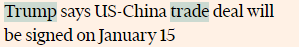 Trump says US-China trade deal will
be signed on January 15